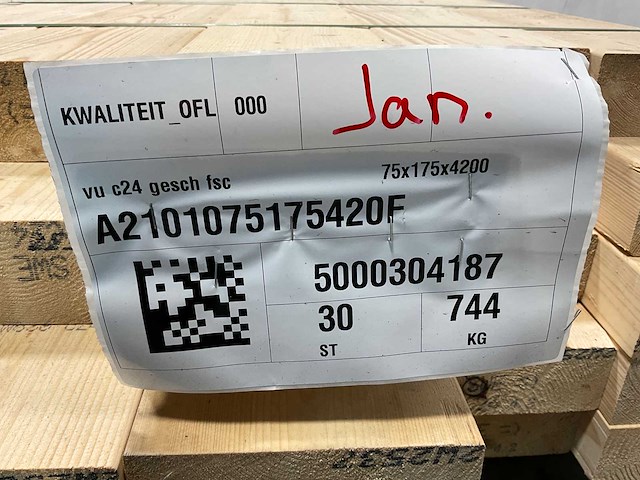 KWALITEIT_OFL 000 Jan.
vu c24 gesch fsc 75x175x4200
A2101075175420F
5000304187
30 744
ST KG